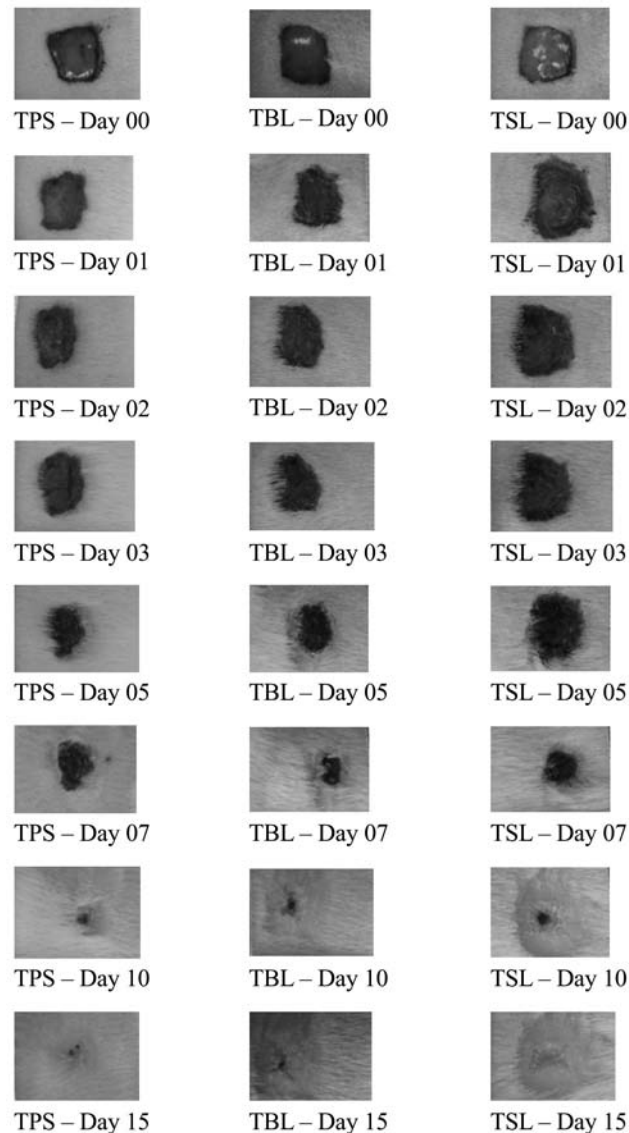 TPS – Day 00 TBL – Day 00 TSL – Day 00
TPS – Day 01 TBL – Day 01 TSL – Day 01
TPS – Day 02 TBL – Day 02 TSL – Day 02
TPS – Day 03 TBL – Day 03 TSL – Day 03
TPS – Day 05 TBL – Day 05 TSL – Day 05
TPS – Day 07 TBL – Day 07 TSL – Day 07
TPS – Day 10 TBL – Day 10 TSL – Day 10
TPS – Day 15 TBL – Day 15 TSL – Day 15